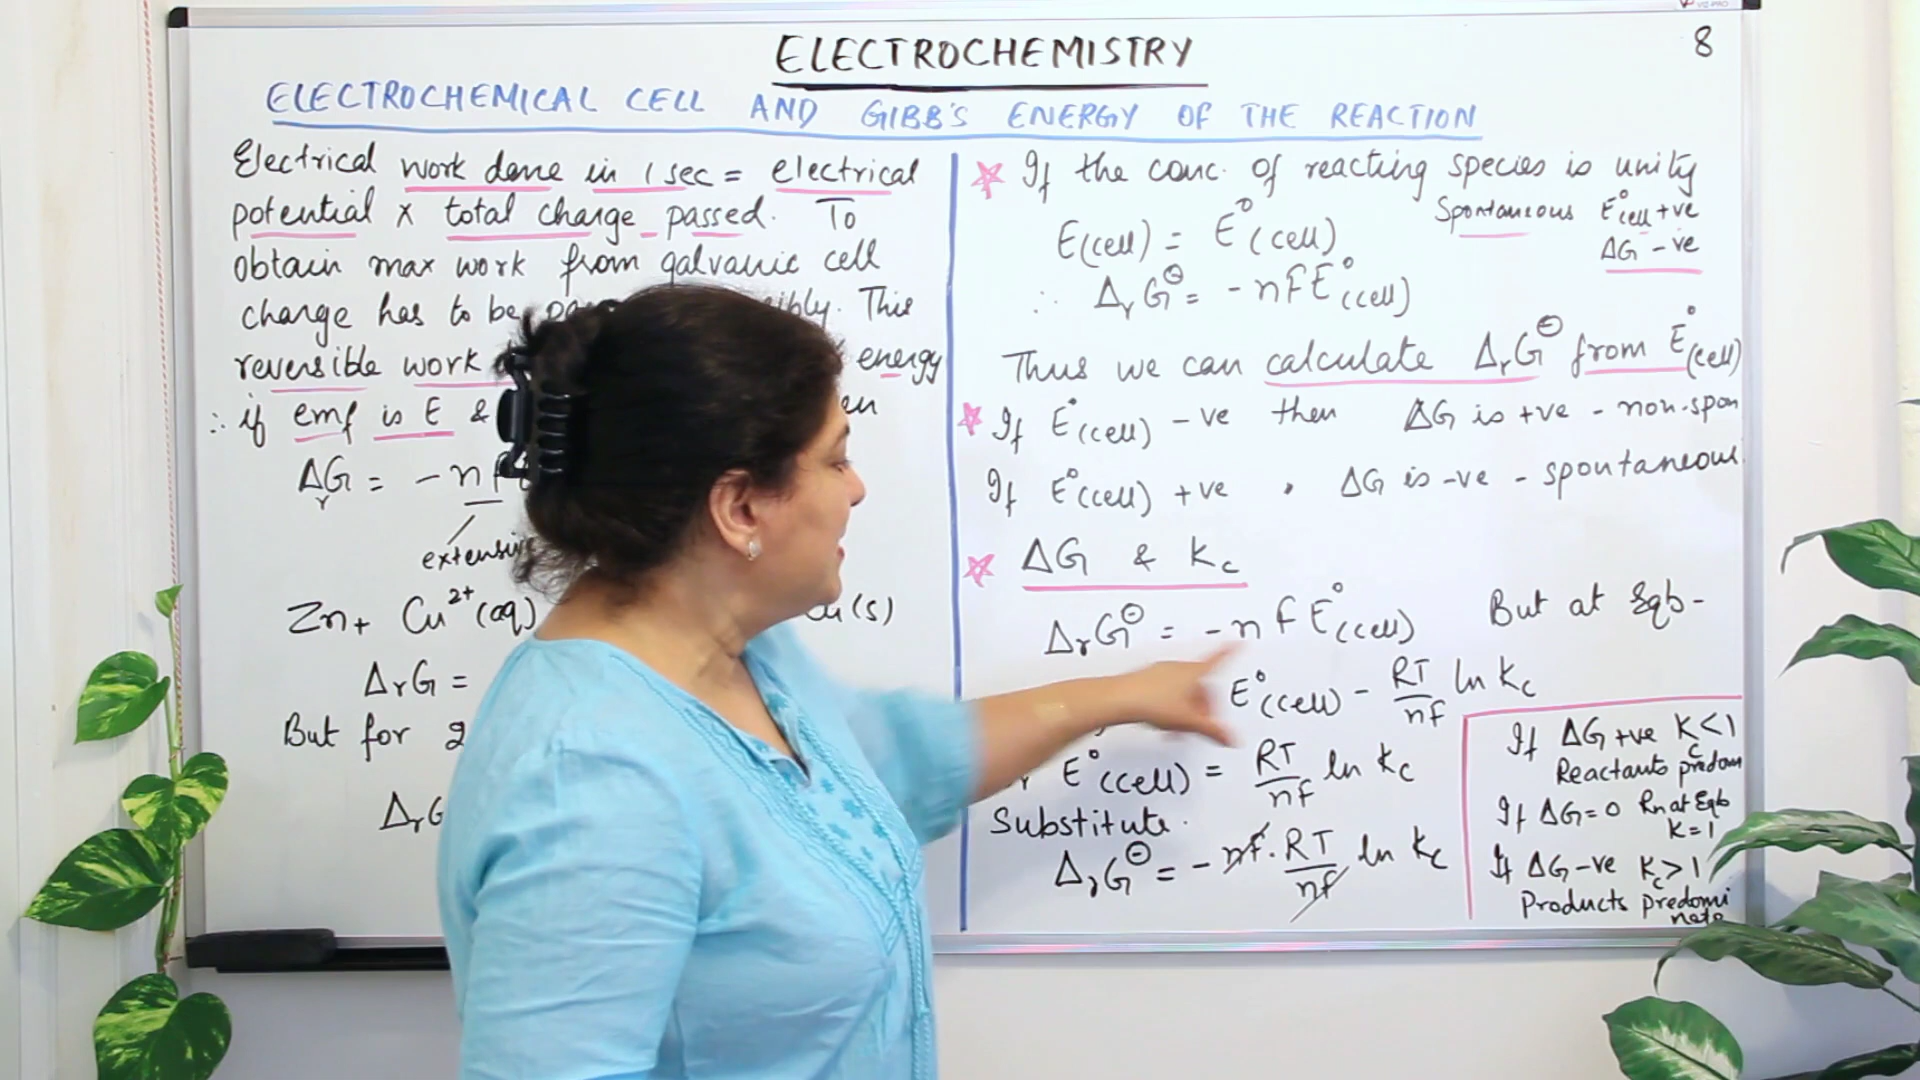 VIZ-PRO
ELECTROCHEMISTRY
8
ELECTROCHEMICAL CELL AND GIBB'S ENERGY OF THE REACTION
Electrical work done in 1 sec = electrical
potential x total charge passed. To
obtain max work from galvanic cell
charge has to be This
reversible work energy
∴ if emf is E &
ΔrG = - nf
extensive
Zn + Cu²⁺(aq) Cu(s)
ΔrG =
But for 2
ΔrG
☆ If the conc. of reacting species is unity
E(cell) = E°(cell)
Spontaneous E°cell +ve
ΔG -ve
∴ ΔrG⊖ = - nFE°(cell)
Thus we can calculate ΔrG⊖ from E°(cell)
☆ If E°(cell) -ve then ΔG is +ve - non-spon
If E°(cell) +ve , ΔG is -ve - spontaneous.
☆ ΔG & Kc
ΔrG⊖ = - n F E°(cell) But at Eqb -
E°(cell) - RT/nf ln Kc
E°(cell) = RT/nf ln Kc
Substitute.
ΔrG⊖ = - nf. RT/nf ln Kc
If ΔG +ve Kc < 1
Reactants predom
If ΔG = 0 Rn at Eqb
K = 1
If ΔG -ve Kc > 1
Products predomi
nate